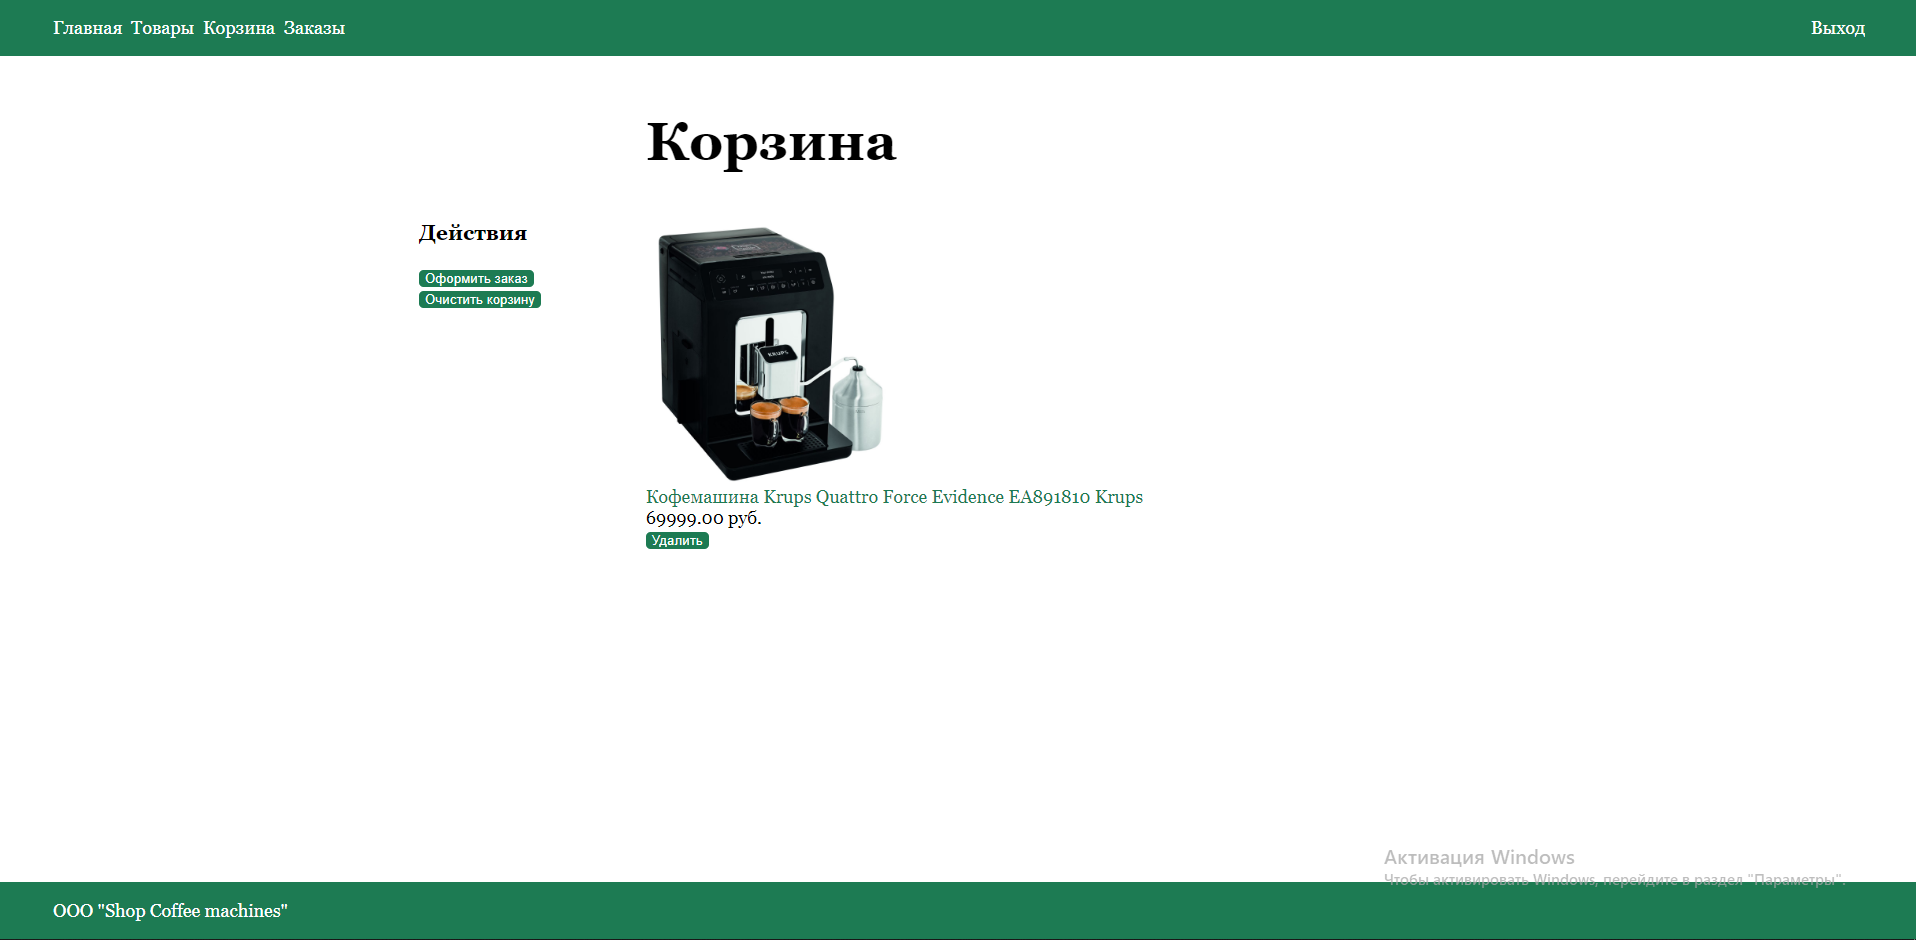 Главная Товары Корзина Заказы
Выход
Корзина
Действия
Оформить заказ
Очистить корзину
KRUPS
Кофемашина Krups Quattro Force Evidence EA891810 Krups
69999.00 руб.
Удалить
Активация Windows
Чтобы активировать Windows, перейдите в раздел "Параметры".
ООО "Shop Coffee machines"